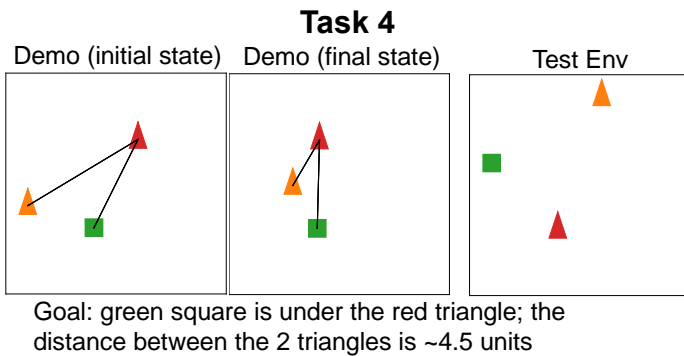 Task 4
Demo (initial state) Demo (final state) Test Env
Goal: green square is under the red triangle; the
distance between the 2 triangles is ~4.5 units